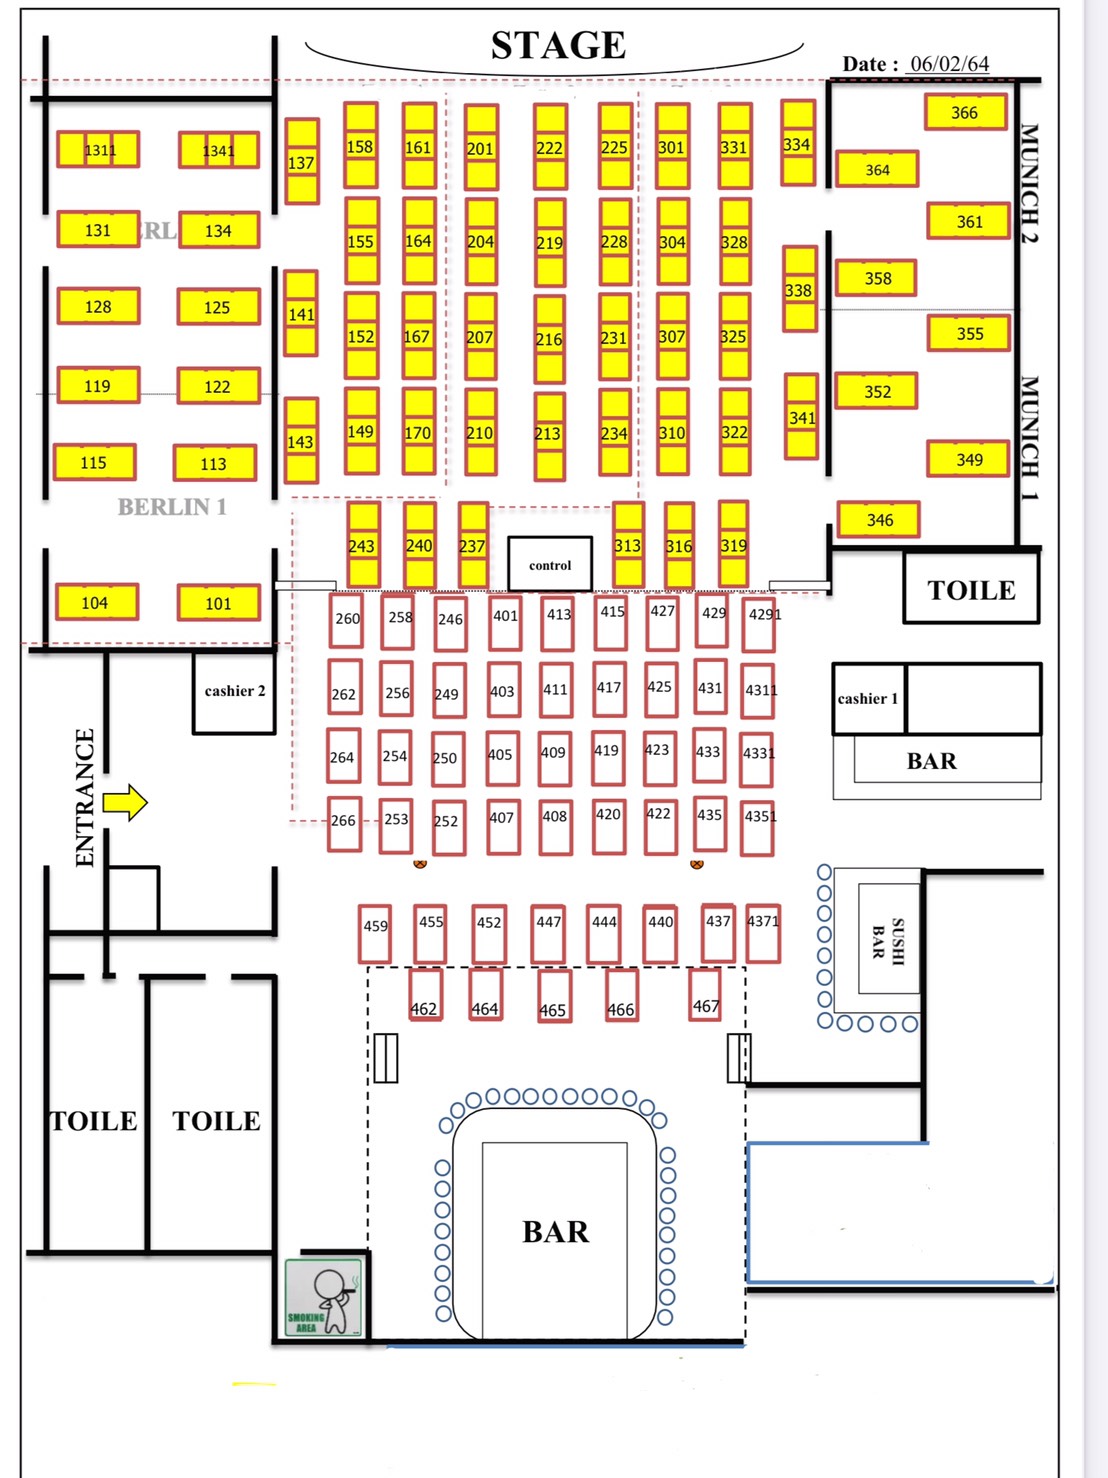 STAGE
Date : 06/02/64
1311 1341 137 158 161 201 222 225 301 331 334 364 366
131 134 155 164 204 219 228 304 328 358 361
BERL
MUNICH 2
128 125 141 152 167 207 216 231 307 325 338 355
119 122 352
115 113 143 149 170 210 213 234 310 322 341 349
MUNICH 1
BERLIN 1
243 240 237 313 316 319 346
control
104 101
TOILE
260 258 246 401 413 415 427 429 4291
262 256 249 403 411 417 425 431 4311
cashier 2
cashier 1
264 254 250 405 409 419 423 433 4331
BAR
ENTRANCE
266 253 252 407 408 420 422 435 4351
459 455 452 447 444 440 437 4371
SUSHI
BAR
462 464 465 466 467
TOILE TOILE
BAR
SMOKING
AREA